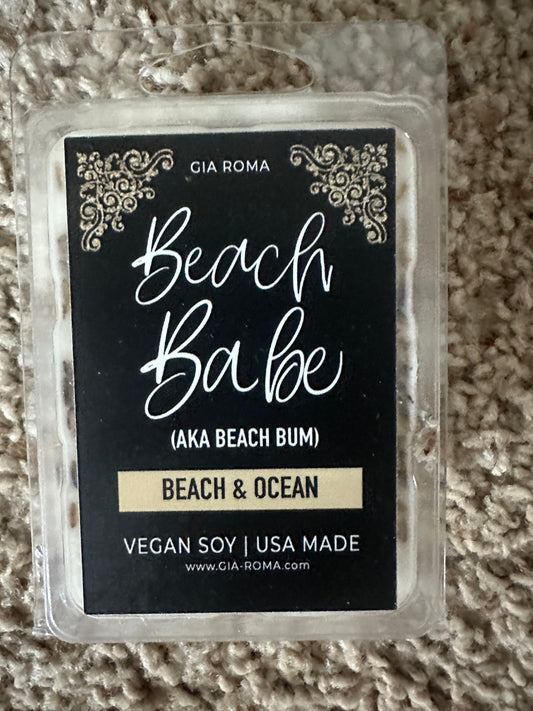 GIA ROMA
Beach
Babe
(AKA BEACH BUM)
BEACH & OCEAN
VEGAN SOY | USA MADE
www.GIA-ROMA.com